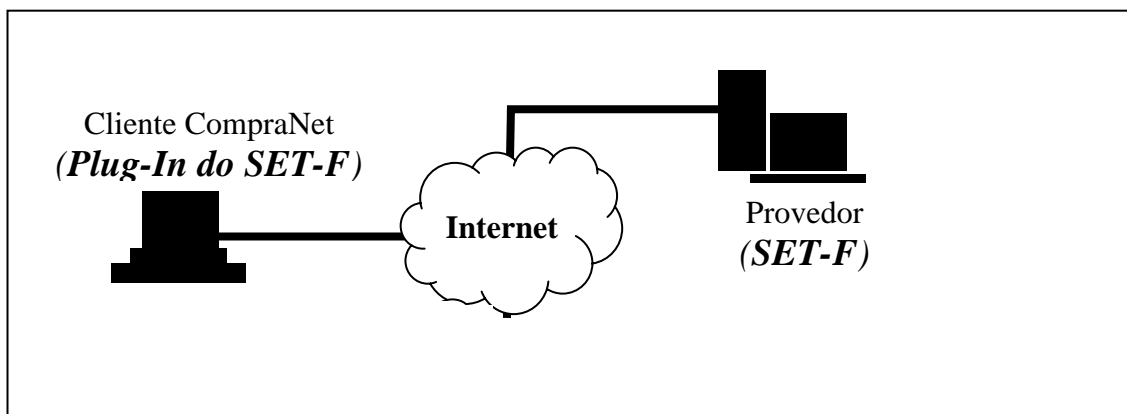 Cliente CompraNet
(Plug-In do SET-F)
Internet
Provedor
(SET-F)